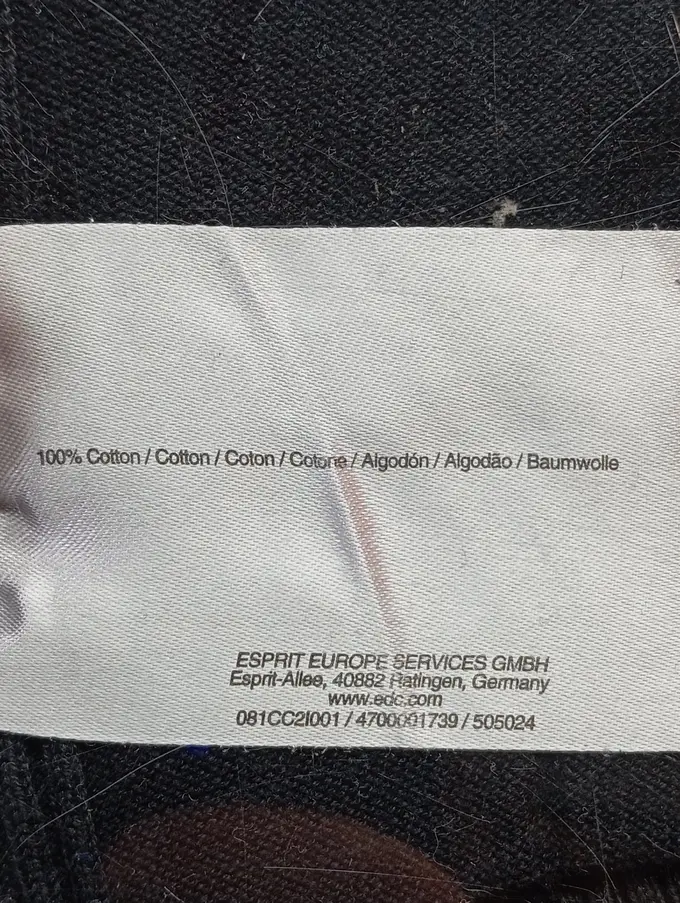 100% Cotton / Cotton / Coton / Cotone / Algodón / Algodão / Baumwolle
ESPRIT EUROPE SERVICES GMBH
Esprit-Allee, 40882 Ratingen, Germany
www.edc.com
081CC2I001 / 4700001739 / 505024